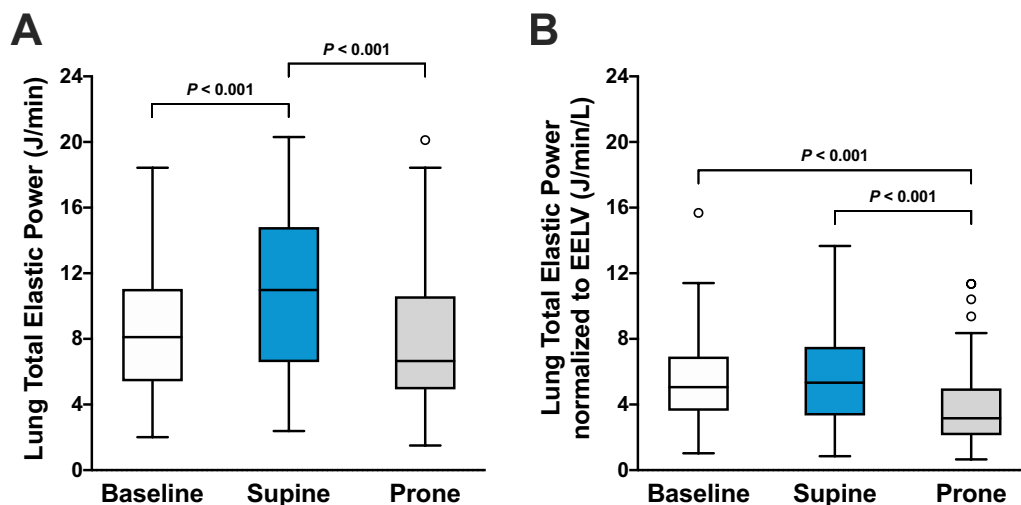 A
Lung Total Elastic Power (J/min)
24
20
16
12
8
4
0
P < 0.001
P < 0.001
Baseline
Supine
Prone
B
Lung Total Elastic Power
normalized to EELV (J/min/L)
24
20
16
12
8
4
0
P < 0.001
P < 0.001
Baseline
Supine
Prone